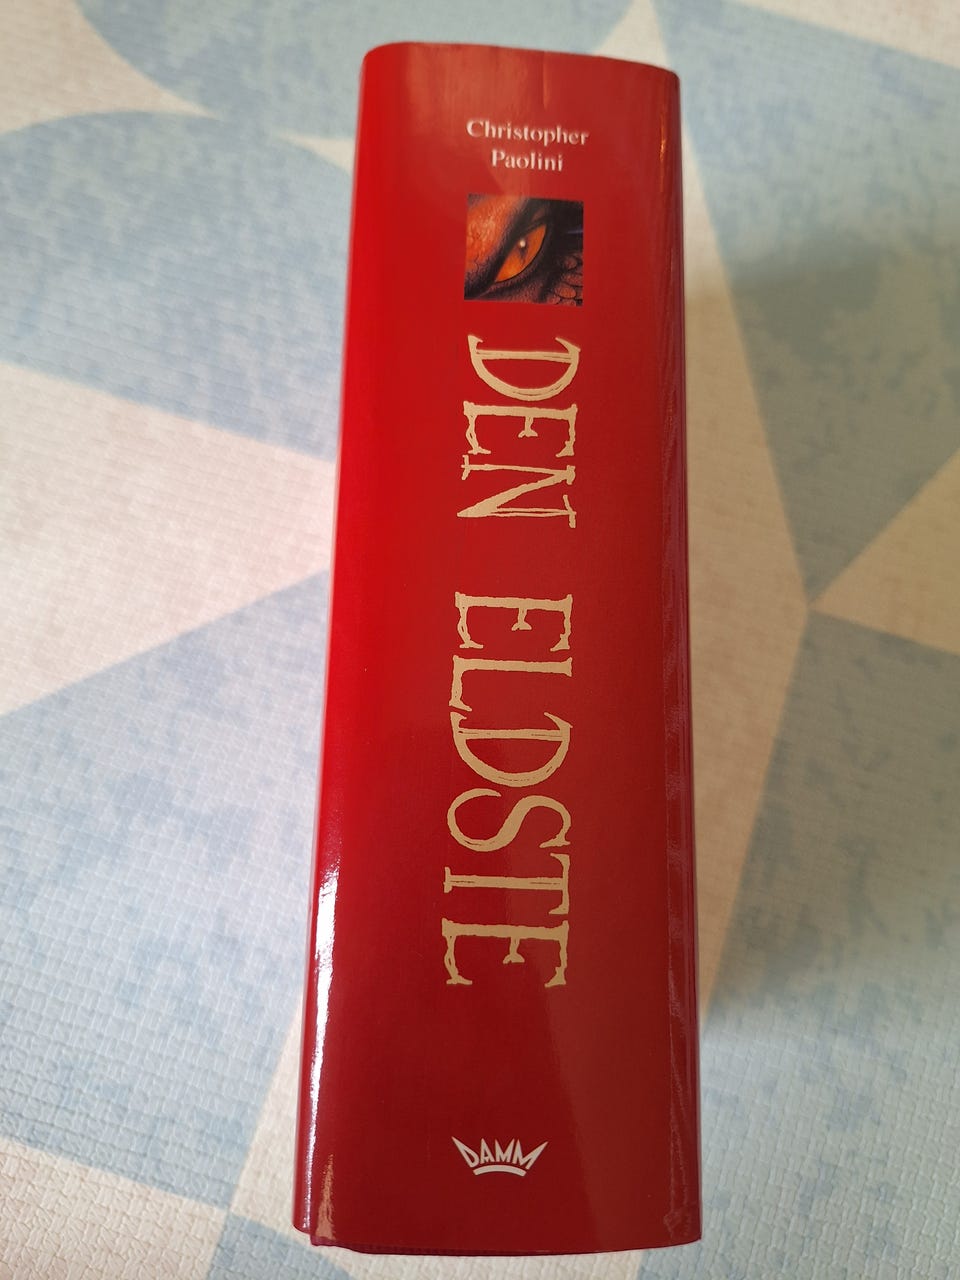 Christopher
Paolini
DEN ELDSTE
DAMM